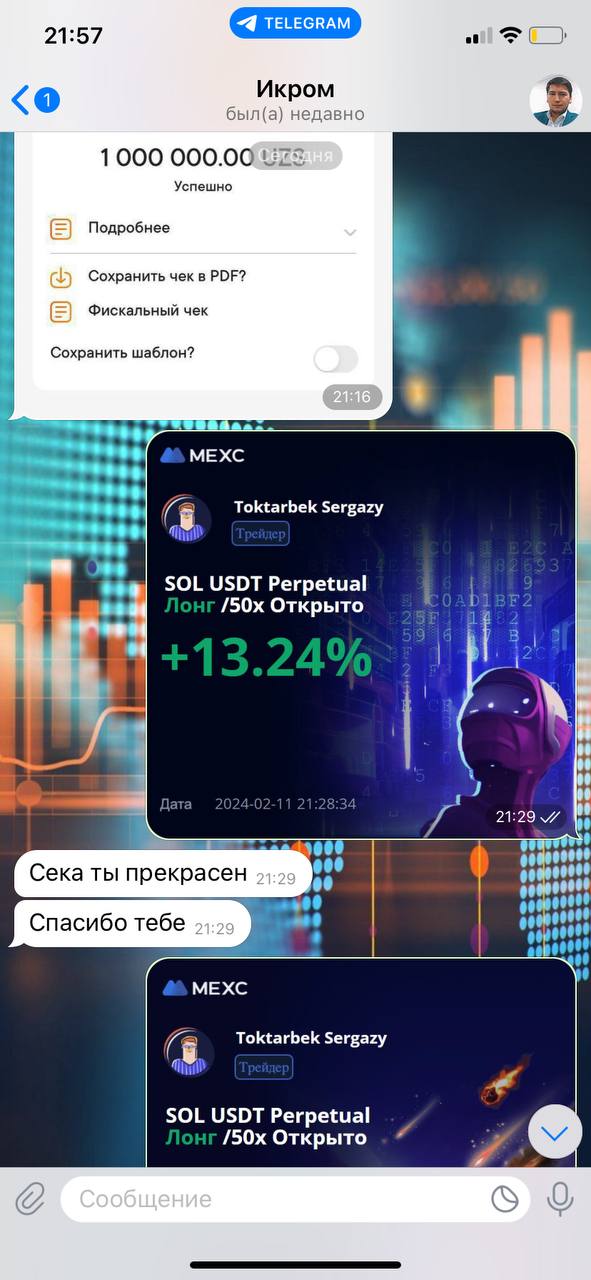 21:57
TELEGRAM
1
Икром
был(а) недавно
Сегодня
1 000 000.00 UZS
Успешно
Подробнее
Сохранить чек в PDF?
Фискальный чек
Сохранить шаблон?
21:16
MEXC
Toktarbek Sergazy
Трейдер
SOL USDT Perpetual
Лонг /50x Открыто
+13.24%
Дата 2024-02-11 21:28:34
21:29
Сека ты прекрасен 21:29
Спасибо тебе 21:29
MEXC
Toktarbek Sergazy
Трейдер
SOL USDT Perpetual
Лонг /50x Открыто
Сообщение